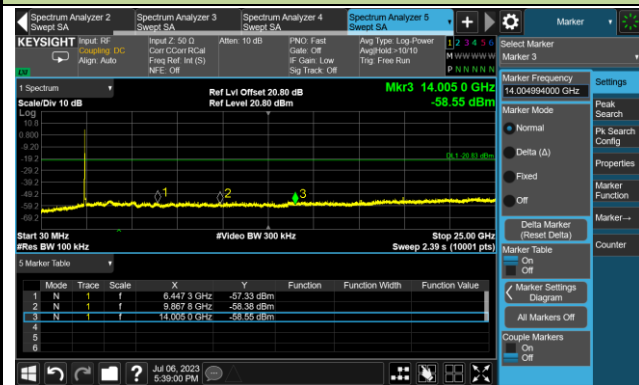 Spectrum Analyzer 2
Swept SA
Spectrum Analyzer 3
Swept SA
Spectrum Analyzer 4
Swept SA
Spectrum Analyzer 5
Swept SA
Marker
KEYSIGHT
Input: RF
Coupling: DC
Align: Auto
Input Z: 50 Ω
Corr CCorr RCal
Freq Ref: Int (S)
NFE: Off
Atten: 10 dB
PNO: Fast
Gate: Off
IF Gain: Low
Sig Track: Off
Avg Type: Log-Power
Avg|Hold:>10/10
Trig: Free Run
1 2 3 4 5 6
M W W W W W
P N N N N N
LXI
1 Spectrum
Scale/Div 10 dB
Ref Lvl Offset 20.80 dB
Ref Level 20.80 dBm
Mkr3 14.005 0 GHz
-58.55 dBm
Log
10.8
0.800
-9.20
-19.2
-29.2
-39.2
-49.2
-59.2
-69.2
DL1 -20.83 dBm
1
2
3
Start 30 MHz
#Res BW 100 kHz
#Video BW 300 kHz
Stop 25.00 GHz
Sweep 2.39 s (10001 pts)
5 Marker Table
Mode Trace Scale X Y Function Function Width Function Value
1 N 1 f 6.447 3 GHz -57.33 dBm
2 N 1 f 9.867 8 GHz -58.38 dBm
3 N 1 f 14.005 0 GHz -58.55 dBm
4
5
6
Jul 06, 2023
5:39:00 PM
Select Marker
Marker 3
Marker Frequency
14.004994000 GHz
Marker Mode
Normal
Delta (Δ)
Fixed
Off
Delta Marker
(Reset Delta)
Marker Table
On
Off
Marker Settings
Diagram
All Markers Off
Couple Markers
On
Off
Settings
Peak
Search
Pk Search
Config
Properties
Marker
Function
Marker→
Counter